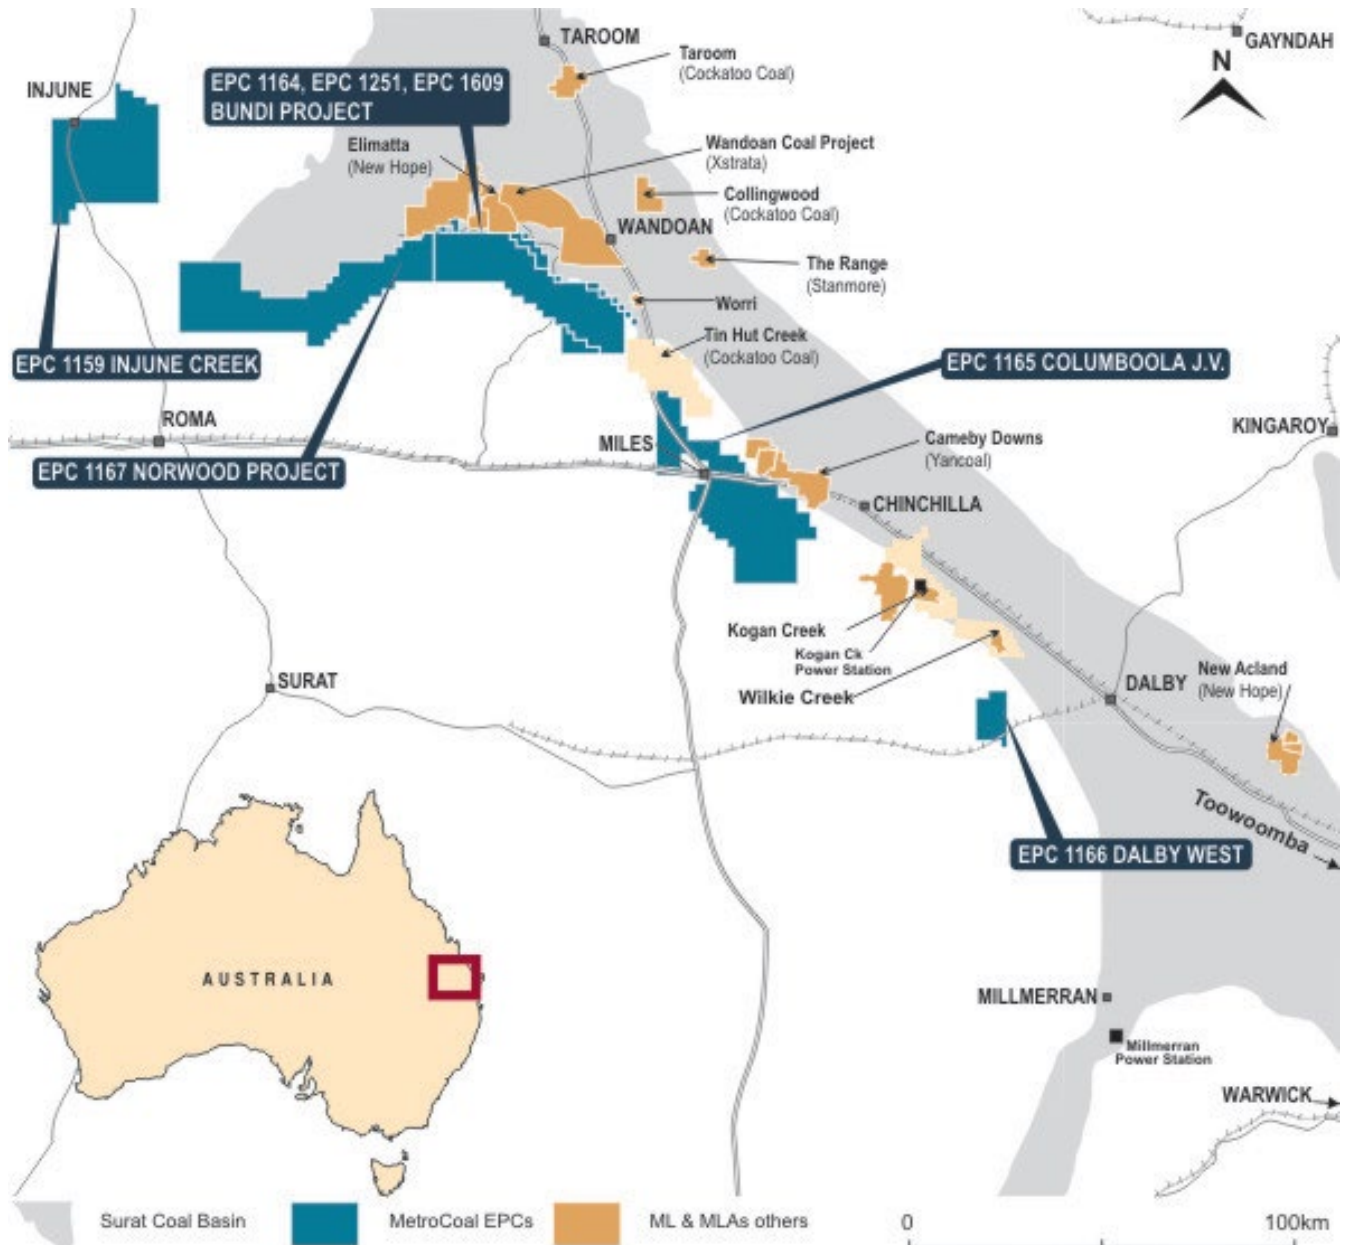 TAROOM
GAYNDAH
Taroom
(Cockatoo Coal)
N
INJUNE
EPC 1164, EPC 1251, EPC 1609
BUNDI PROJECT
Elimatta
(New Hope)
Wandoan Coal Project
(Xstrata)
Collingwood
(Cockatoo Coal)
WANDOAN
The Range
(Stanmore)
Worri
Tin Hut Creek
(Cockatoo Coal)
EPC 1159 INJUNE CREEK
EPC 1165 COLUMBOOLA J.V.
ROMA
KINGAROY
MILES
Cameby Downs
(Yancoal)
EPC 1167 NORWOOD PROJECT
CHINCHILLA
Kogan Creek
Kogan Ck
Power Station
Wilkie Creek
SURAT
DALBY
New Acland
(New Hope)
Toowoomba
EPC 1166 DALBY WEST
AUSTRALIA
MILLMERRAN
Millmerran
Power Station
WARWICK
Surat Coal Basin
MetroCoal EPCs
ML & MLAs others
0
100km